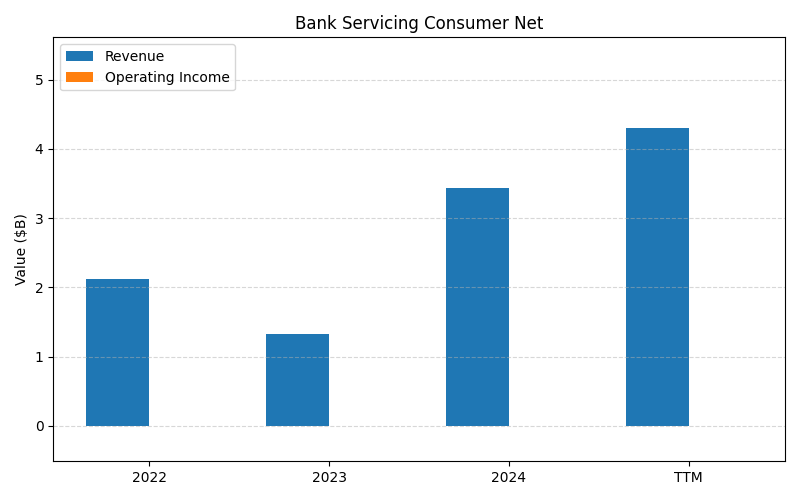 Bank Servicing Consumer Net
Revenue
Operating Income
Value ($B)
5
4
3
2
1
0
2022 2023 2024 TTM